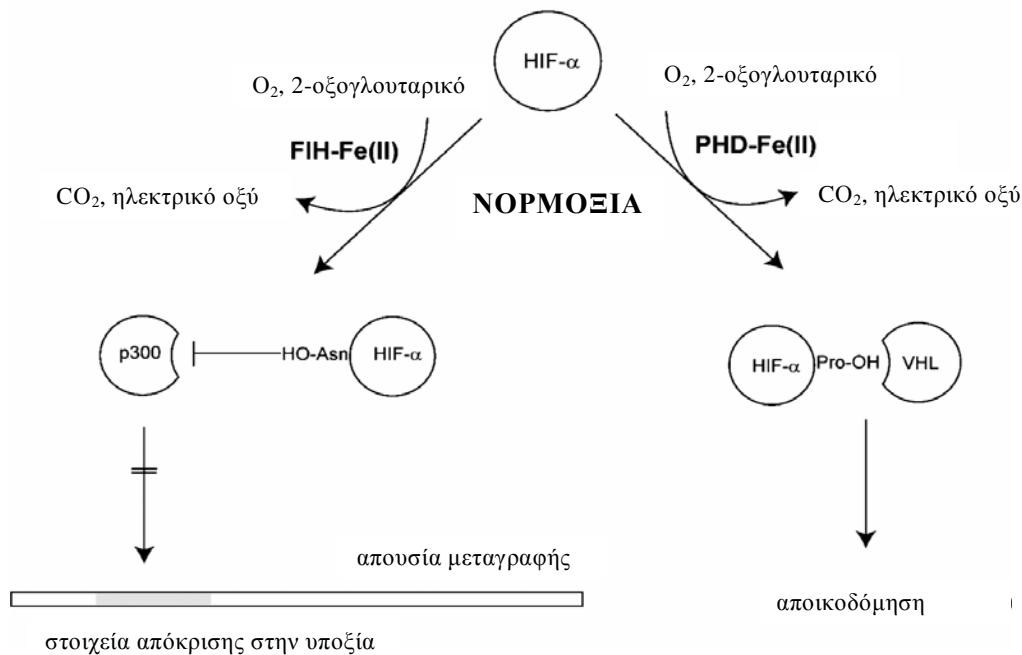 HIF-α
O₂, 2-οξογλουταρικό
O₂, 2-οξογλουταρικό
FIH-Fe(II)
PHD-Fe(II)
CO₂, ηλεκτρικό οξύ
ΝΟΡΜΟΞΙΑ
CO₂, ηλεκτρικό οξύ
p300
HO-Asn
HIF-α
HIF-α
Pro-OH
VHL
απουσία μεταγραφής
αποικοδόμηση
στοιχεία απόκρισης στην υποξία